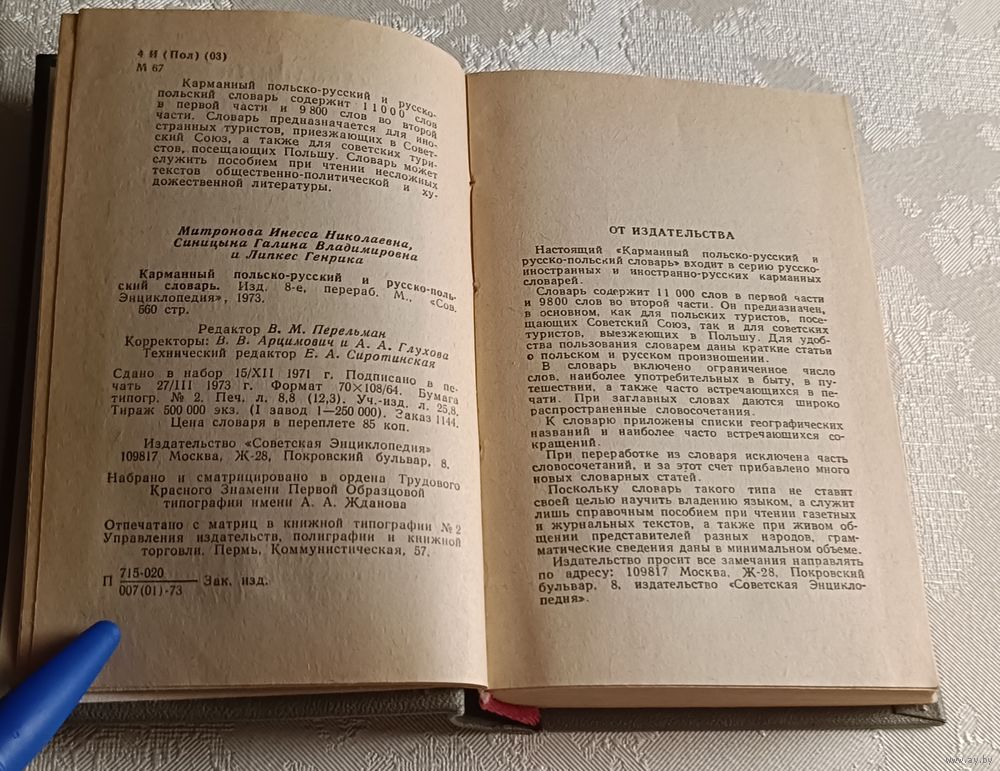 4 И (Пол) (03)
М 67
Карманный польско-русский и русско-
польский словарь содержит 11 000 слов
в первой части и 9 800 слов во второй
части. Словарь предназначается для ино-
странных туристов, приезжающих в Совет-
ский Союз, а также для советских тури-
стов, посещающих Польшу. Словарь может
служить пособием при чтении несложных
текстов общественно-политической и ху-
дожественной литературы.
Митронова Инесса Николаевна,
Синицына Галина Владимировна
и Липкес Генрика
Карманный польско-русский и русско-поль-
ский словарь. Изд. 8-е, перераб. М., «Сов.
Энциклопедия», 1973.
560 стр.
Редактор В. М. Перельман
Корректоры: В. В. Арцимович и А. А. Глухова
Технический редактор Е. А. Сиротинская
Сдано в набор 15/XII 1971 г. Подписано в пе-
чать 27/III 1973 г. Формат 70×108/64. Бумага
типогр. № 2. Печ. л. 8,8 (12,3). Уч.-изд. л. 25,8.
Тираж 500 000 экз. (I завод 1—250 000). Заказ 1144.
Цена словаря в переплете 85 коп.
Издательство «Советская Энциклопедия»
109817 Москва, Ж-28, Покровский бульвар, 8.
Набрано и сматрицировано в ордена Трудового
Красного Знамени Первой Образцовой
типографии имени А. А. Жданова
Отпечатано с матриц в книжной типографии № 2
Управления издательств, полиграфии и книжной
торговли. Пермь, Коммунистическая, 57.
П 715-020 Зак. изд.
007(01)-73
ОТ ИЗДАТЕЛЬСТВА
Настоящий «Карманный польско-русский и
русско-польский словарь» входит в серию русско-
иностранных и иностранно-русских карманных
словарей.
Словарь содержит 11 000 слов в первой части
и 9800 слов во второй части. Он предназначен,
в основном, как для польских туристов, посе-
щающих Советский Союз, так и для советских
туристов, выезжающих в Польшу. Для удоб-
ства пользования словарем даны краткие статьи
о польском и русском произношении.
В словарь включено ограниченное число
слов, наиболее употребительных в быту, в пу-
тешествии, а также часто встречающихся в пе-
чати. При заглавных словах даются широко
распространенные словосочетания.
К словарю приложены списки географических
названий и наиболее часто встречающихся со-
кращений.
При переработке из словаря исключена часть
словосочетаний, и за этот счет прибавлено много
новых словарных статей.
Поскольку словарь такого типа не ставит
своей целью научить владению языком, а служит
лишь справочным пособием при чтении газетных
и журнальных текстов, а также при живом об-
щении представителей разных народов, грам-
матические сведения даны в минимальном объеме.
Издательство просит все замечания направлять
по адресу: 109817 Москва, Ж-28, Покровский
бульвар, 8, издательство «Советская Энцикло-
педия».
www.ay.by